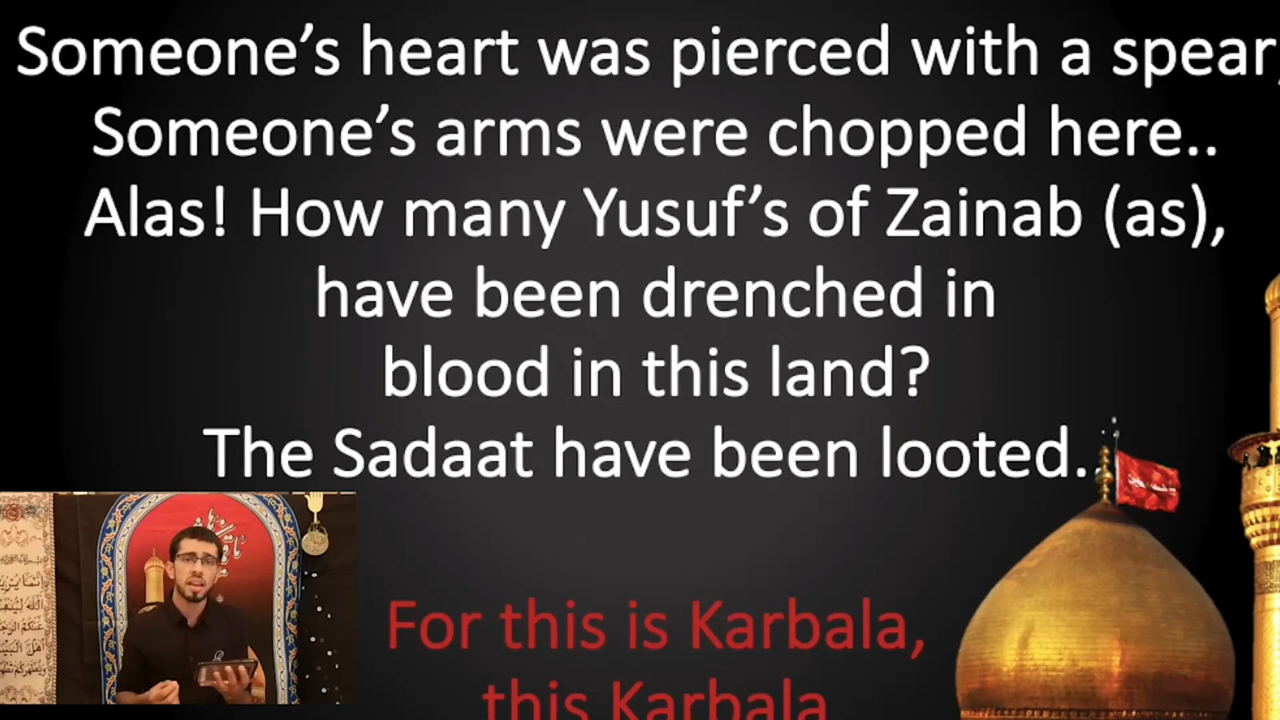 Someone’s heart was pierced with a spear,
Someone’s arms were chopped here..
Alas! How many Yusuf’s of Zainab (as),
have been drenched in
blood in this land?
The Sadaat have been looted.
For this is Karbala,
this Karbala